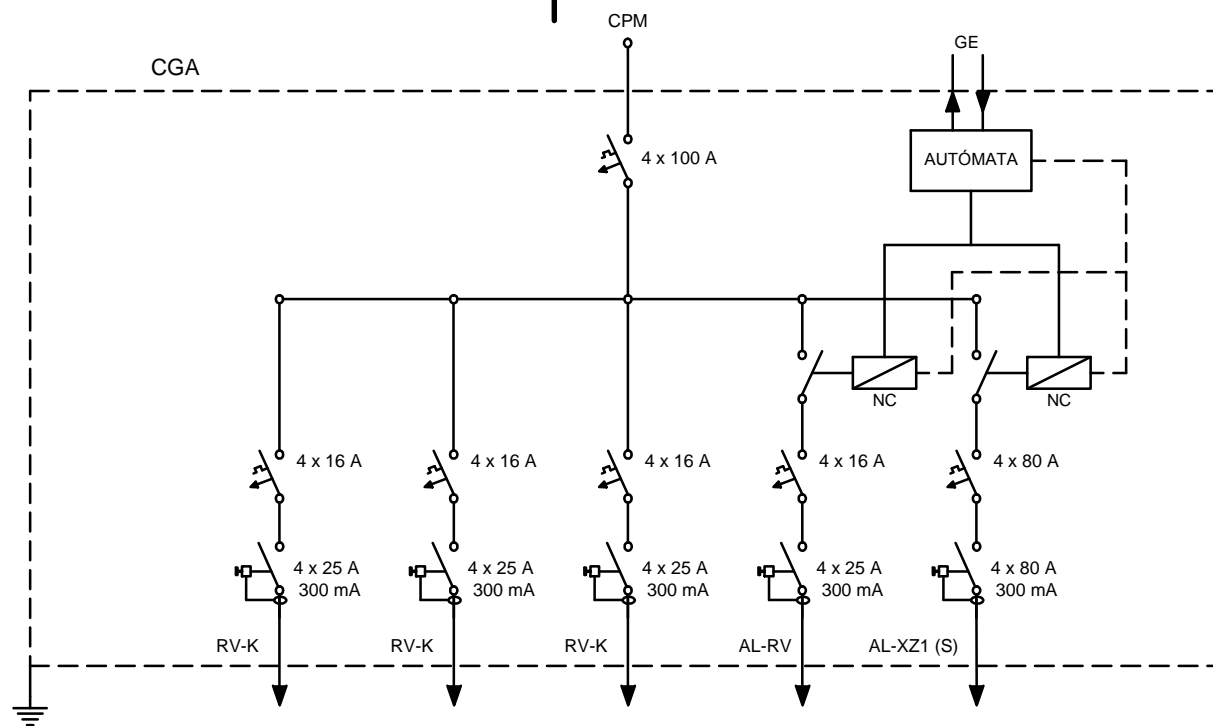 CPM
GE
CGA
4 x 100 A
AUTÓMATA
NC
NC
4 x 16 A
4 x 16 A
4 x 16 A
4 x 16 A
4 x 80 A
4 x 25 A
300 mA
4 x 25 A
300 mA
4 x 25 A
300 mA
4 x 25 A
300 mA
4 x 80 A
300 mA
RV-K
RV-K
RV-K
AL-RV
AL-XZ1 (S)